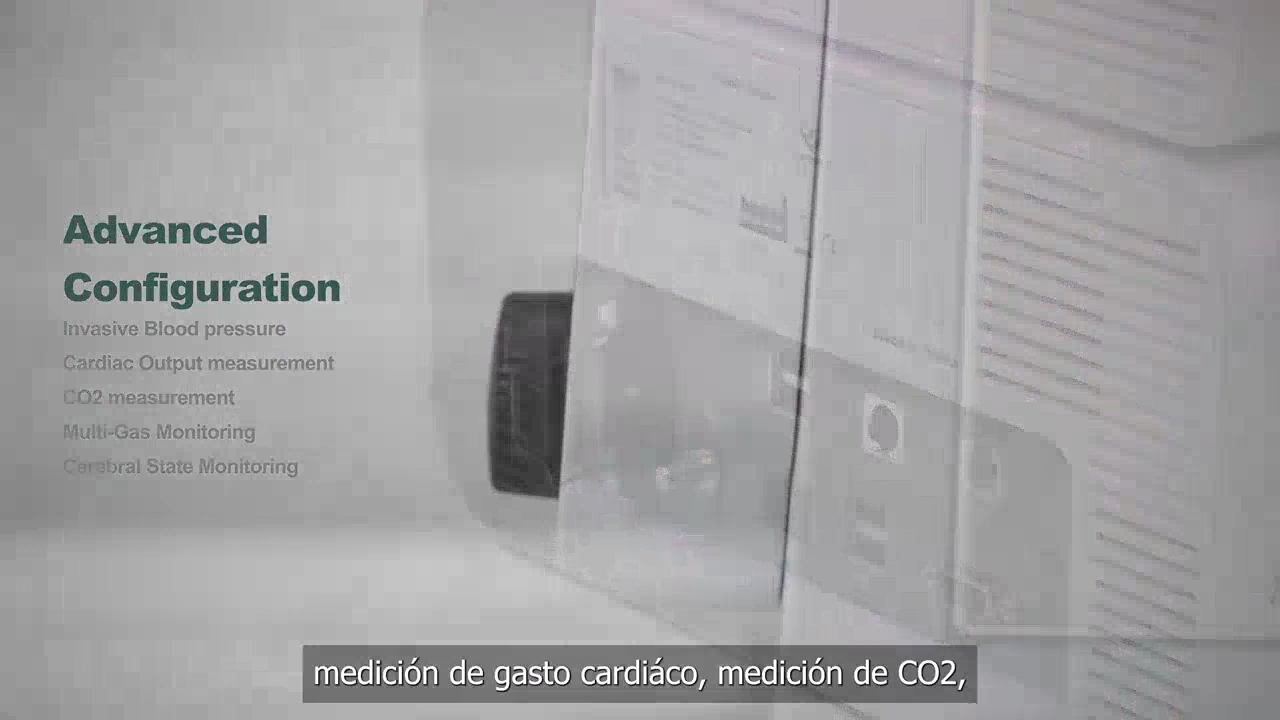 Advanced
Configuration
Invasive Blood pressure
Cardiac Output measurement
CO2 measurement
Multi-Gas Monitoring
Cerebral State Monitoring
medición de gasto cardiáco, medición de CO2,